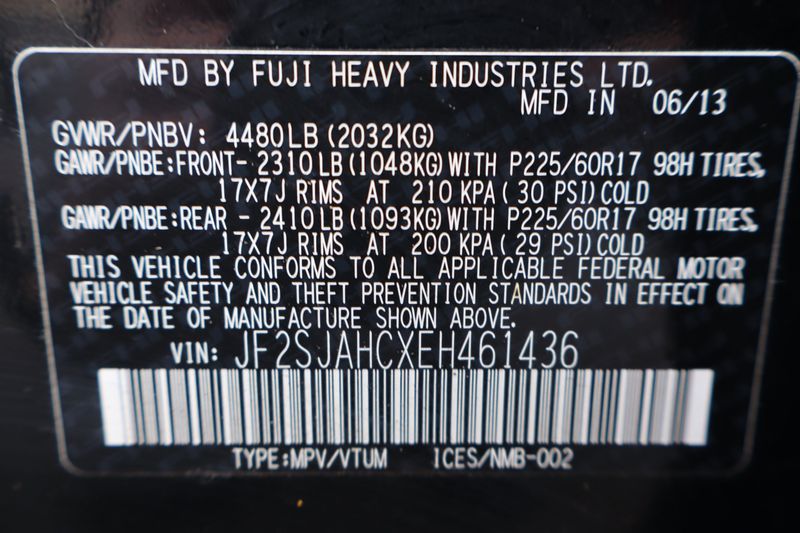 MFD BY FUJI HEAVY INDUSTRIES LTD.
MFD IN 06/13
GVWR/PNBV: 4480LB (2032KG)
GAWR/PNBE:FRONT- 2310LB (1048KG)WITH P225/60R17 98H TIRES,
17X7J RIMS AT 210 KPA( 30 PSI)COLD
GAWR/PNBE:REAR - 2410LB (1093KG)WITH P225/60R17 98H TIRES,
17X7J RIMS AT 200 KPA( 29 PSI)COLD
THIS VEHICLE CONFORMS TO ALL APPLICABLE FEDERAL MOTOR
VEHICLE SAFETY AND THEFT PREVENTION STANDARDS IN EFFECT ON
THE DATE OF MANUFACTURE SHOWN ABOVE.
VIN: JF2SJAHCXEH461436
TYPE:MPV/VTUM ICES/NMB-002